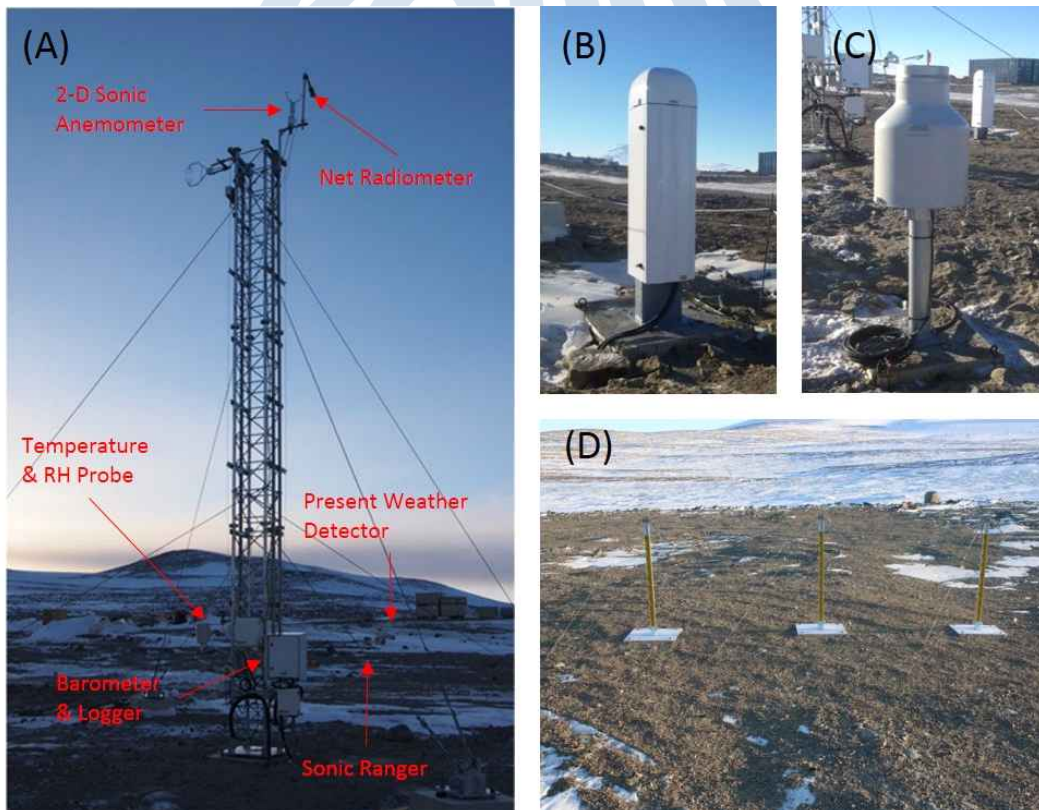 (A)
2-D Sonic
Anemometer
Net Radiometer
Temperature
& RH Probe
Present Weather
Detector
Barometer
& Logger
Sonic Ranger
(B)
(C)
(D)